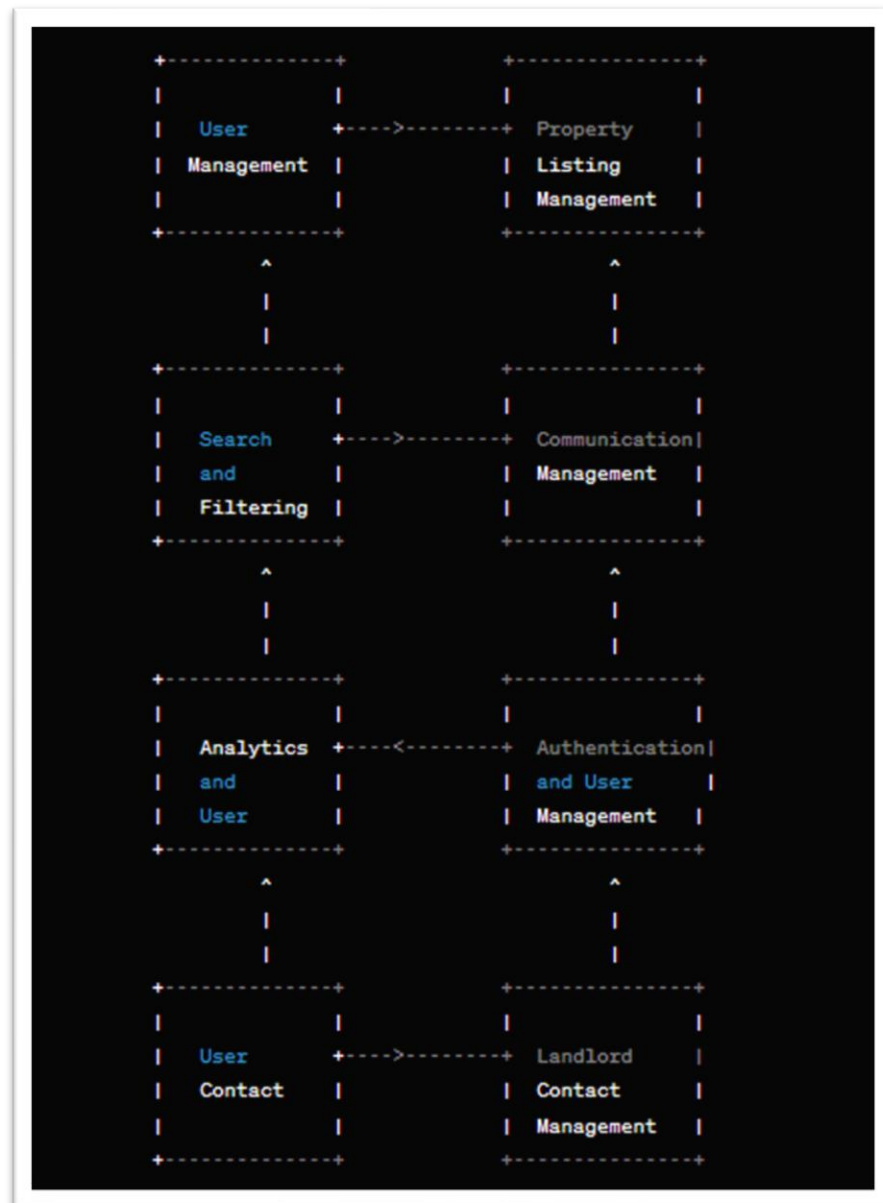 User Property
Management Listing
Management
Search Communication
and Management
Filtering
Analytics Authentication
and and User
User Management
User Landlord
Contact Contact
Management